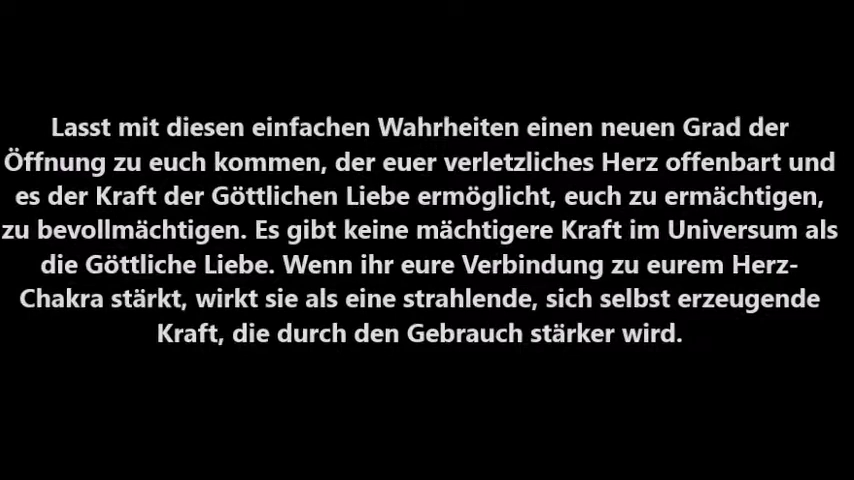 Lasst mit diesen einfachen Wahrheiten einen neuen Grad der
Öffnung zu euch kommen, der euer verletzliches Herz offenbart und
es der Kraft der Göttlichen Liebe ermöglicht, euch zu ermächtigen,
zu bevollmächtigen. Es gibt keine mächtigere Kraft im Universum als
die Göttliche Liebe. Wenn ihr eure Verbindung zu eurem Herz-
Chakra stärkt, wirkt sie als eine strahlende, sich selbst erzeugende
Kraft, die durch den Gebrauch stärker wird.